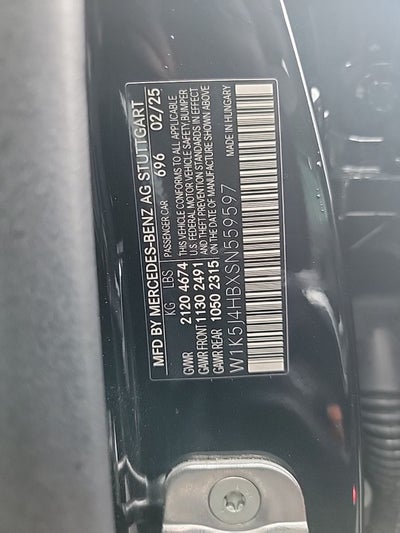 MFD BY MERCEDES-BENZ AG STUTTGART
PASSENGER CAR 696 02/25
KG LBS THIS VEHICLE CONFORMS TO ALL APPLICABLE
GVWR 2120 4674 U.S. FEDERAL MOTOR VEHICLE SAFETY, BUMPER
GAWR FRONT 1130 2491 AND THEFT PREVENTION STANDARDS IN EFFECT
GAWR REAR 1050 2315 ON THE DATE OF MANUFACTURE SHOWN ABOVE
W1K5J4HBXSN559597 MADE IN HUNGARY